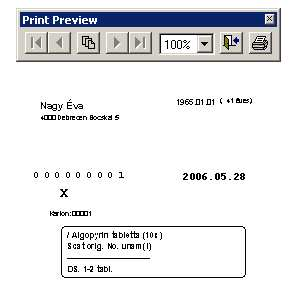 Print Preview
100%
Nagy Éva
1965.01.01 ( 41 éves)
4000 Debrecen Bocskai 5
0 0 0 0 0 0 0 0 1
2006.05.28
X
Karton:00001
/ Algopyrin tabletta (10x)
Scat orig. No. unam (I)
DS. 1-2 tabl.